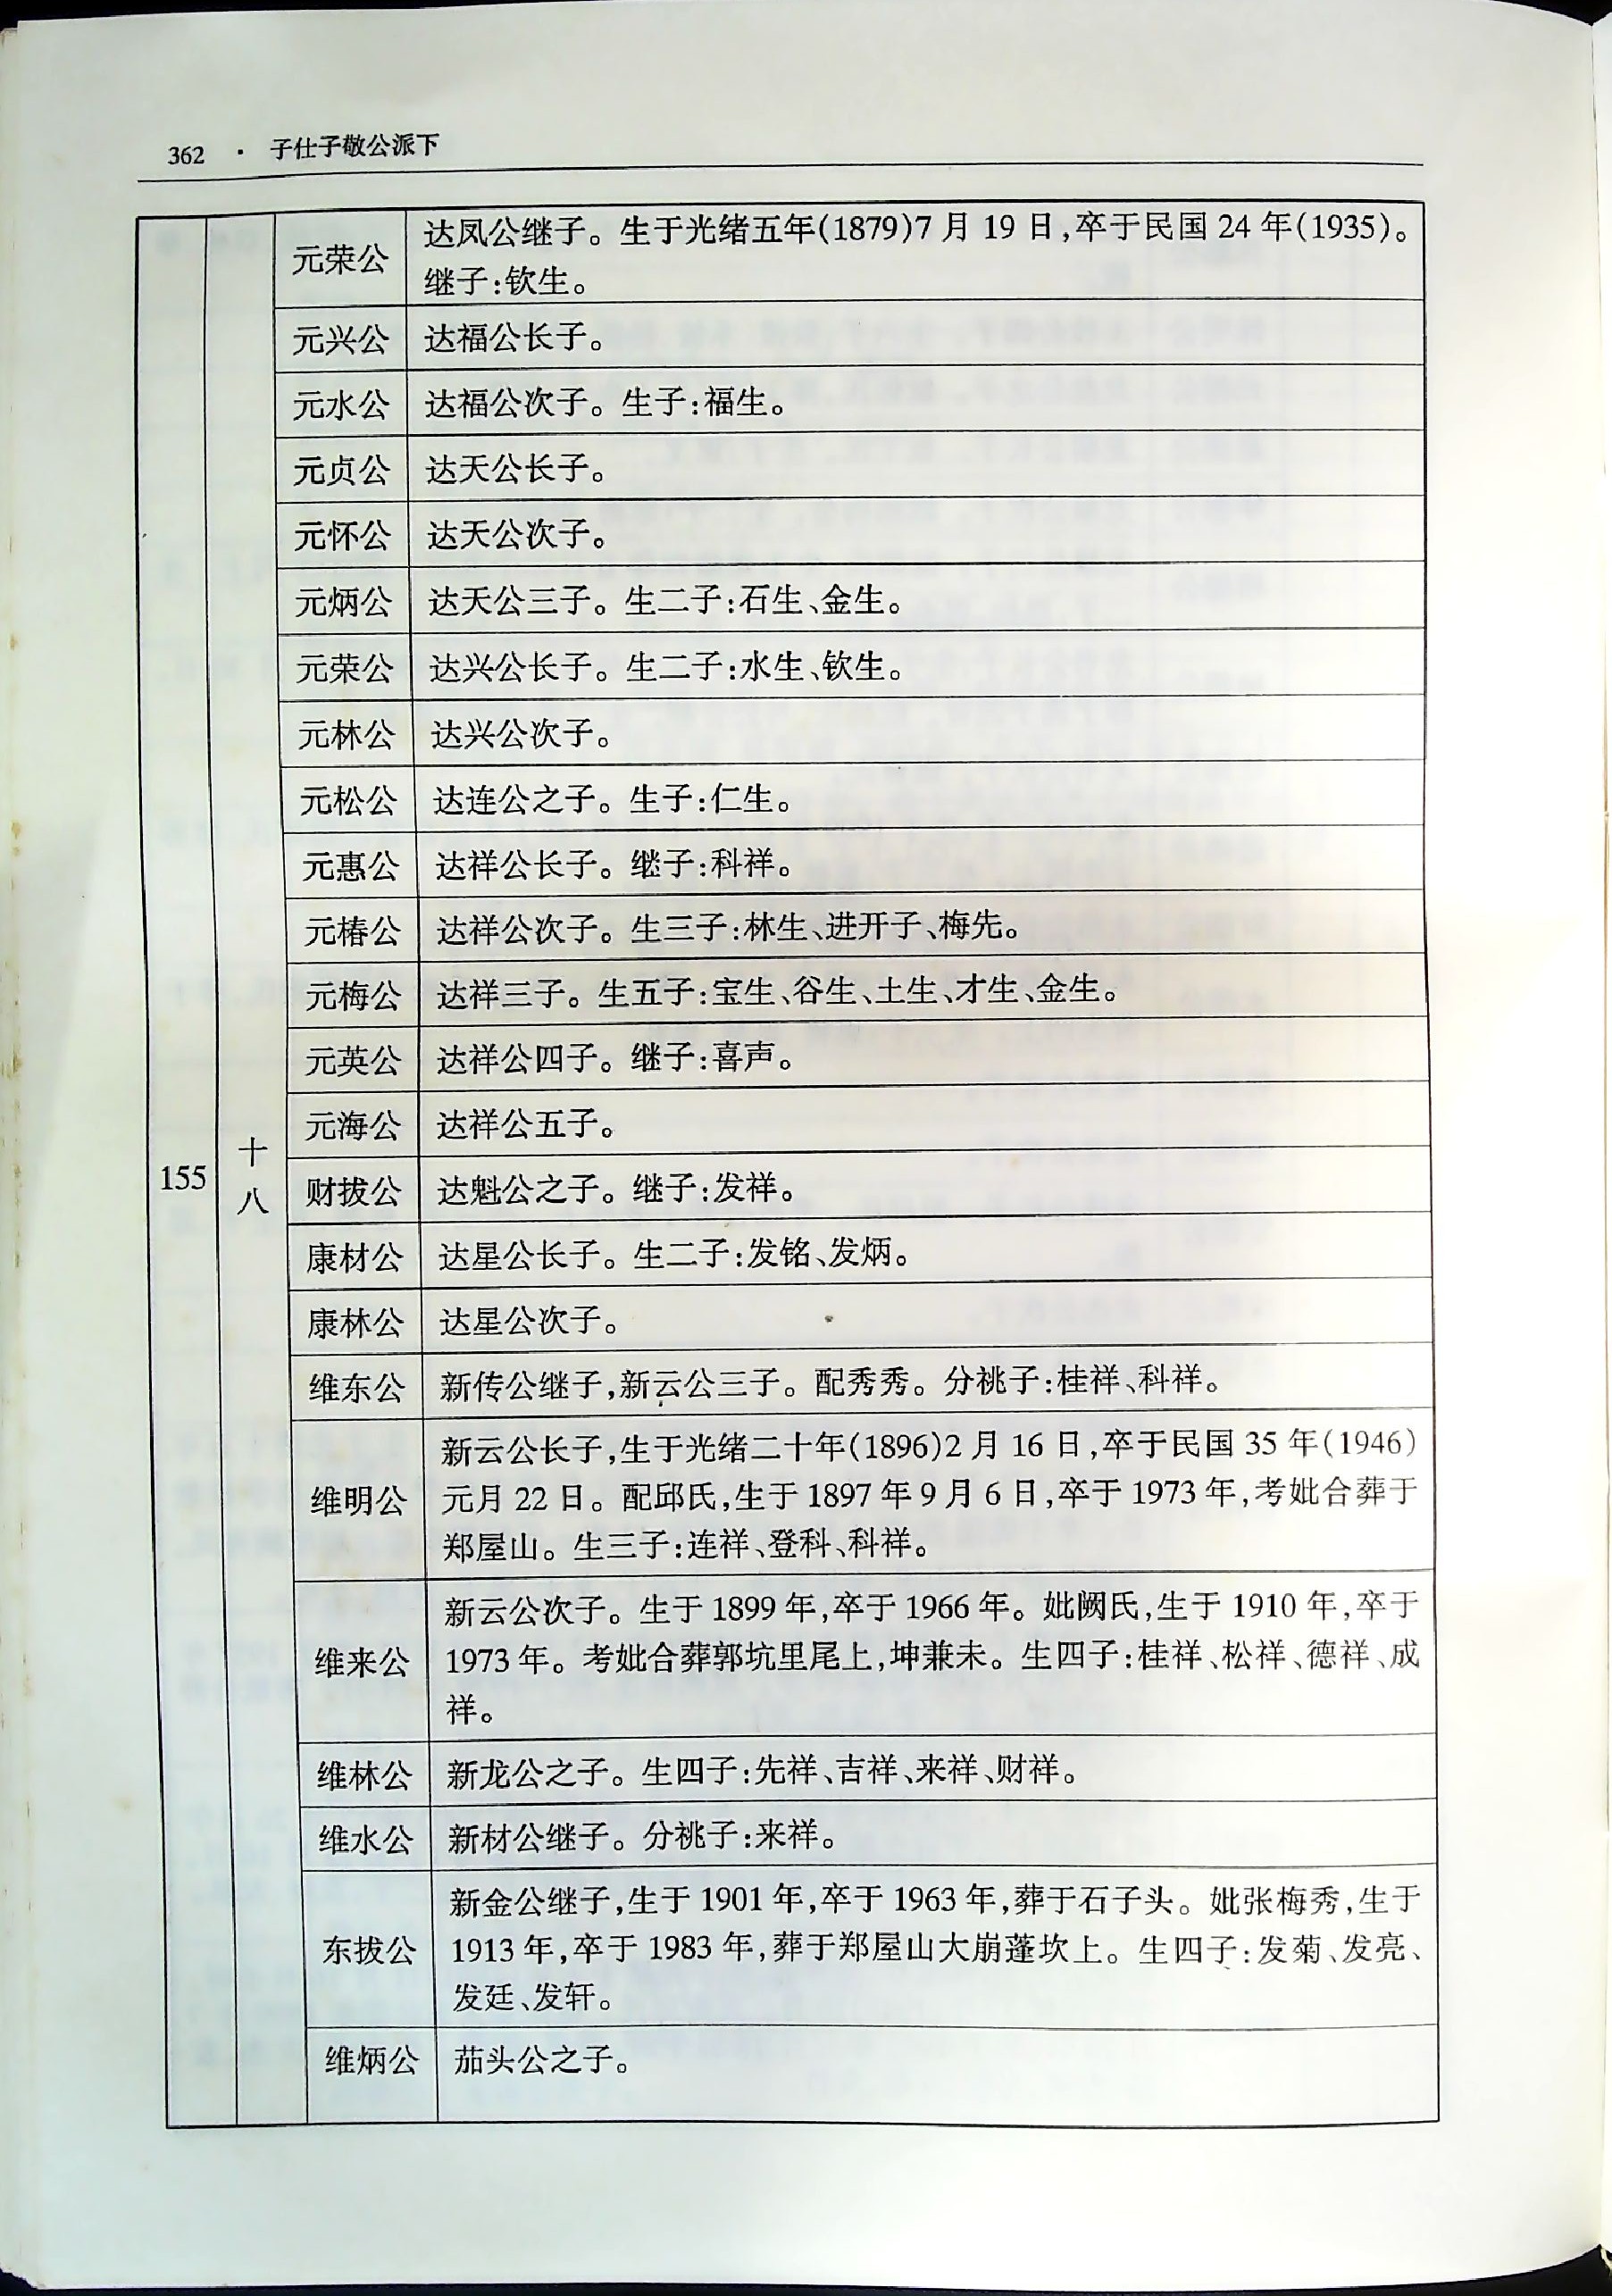 362 · 子仕子敬公派下
元荣公 达凤公继子。生于光绪五年(1879)7月19日,卒于民国24年(1935)。
继子:钦生。
元兴公 达福公长子。
元水公 达福公次子。生子:福生。
元贞公 达天公长子。
元怀公 达天公次子。
元炳公 达天公三子。生二子:石生、金生。
元荣公 达兴公长子。生二子:水生、钦生。
元林公 达兴公次子。
元松公 达连公之子。生子:仁生。
元惠公 达祥公长子。继子:科祥。
元椿公 达祥公次子。生三子:林生、进开子、梅先。
元梅公 达祥三子。生五子:宝生、谷生、土生、才生、金生。
元英公 达祥公四子。继子:喜声。
元海公 达祥公五子。
155 十八
财拔公 达魁公之子。继子:发祥。
康材公 达星公长子。生二子:发铭、发炳。
康林公 达星公次子。
维东公 新传公继子,新云公三子。配秀秀。分祧子:桂祥、科祥。
维明公 新云公长子,生于光绪二十年(1896)2月16日,卒于民国35年(1946)
元月22日。配邱氏,生于1897年9月6日,卒于1973年,考妣合葬于
郑屋山。生三子:连祥、登科、科祥。
维来公 新云公次子。生于1899年,卒于1966年。妣阙氏,生于1910年,卒于
1973年。考妣合葬郭坑里尾上,坤兼未。生四子:桂祥、松祥、德祥、成
祥。
维林公 新龙公之子。生四子:先祥、吉祥、来祥、财祥。
维水公 新材公继子。分祧子:来祥。
东拔公 新金公继子,生于1901年,卒于1963年,葬于石子头。妣张梅秀,生于
1913年,卒于1983年,葬于郑屋山大崩蓬坎上。生四子:发菊、发亮、
发廷、发轩。
维炳公 茄头公之子。